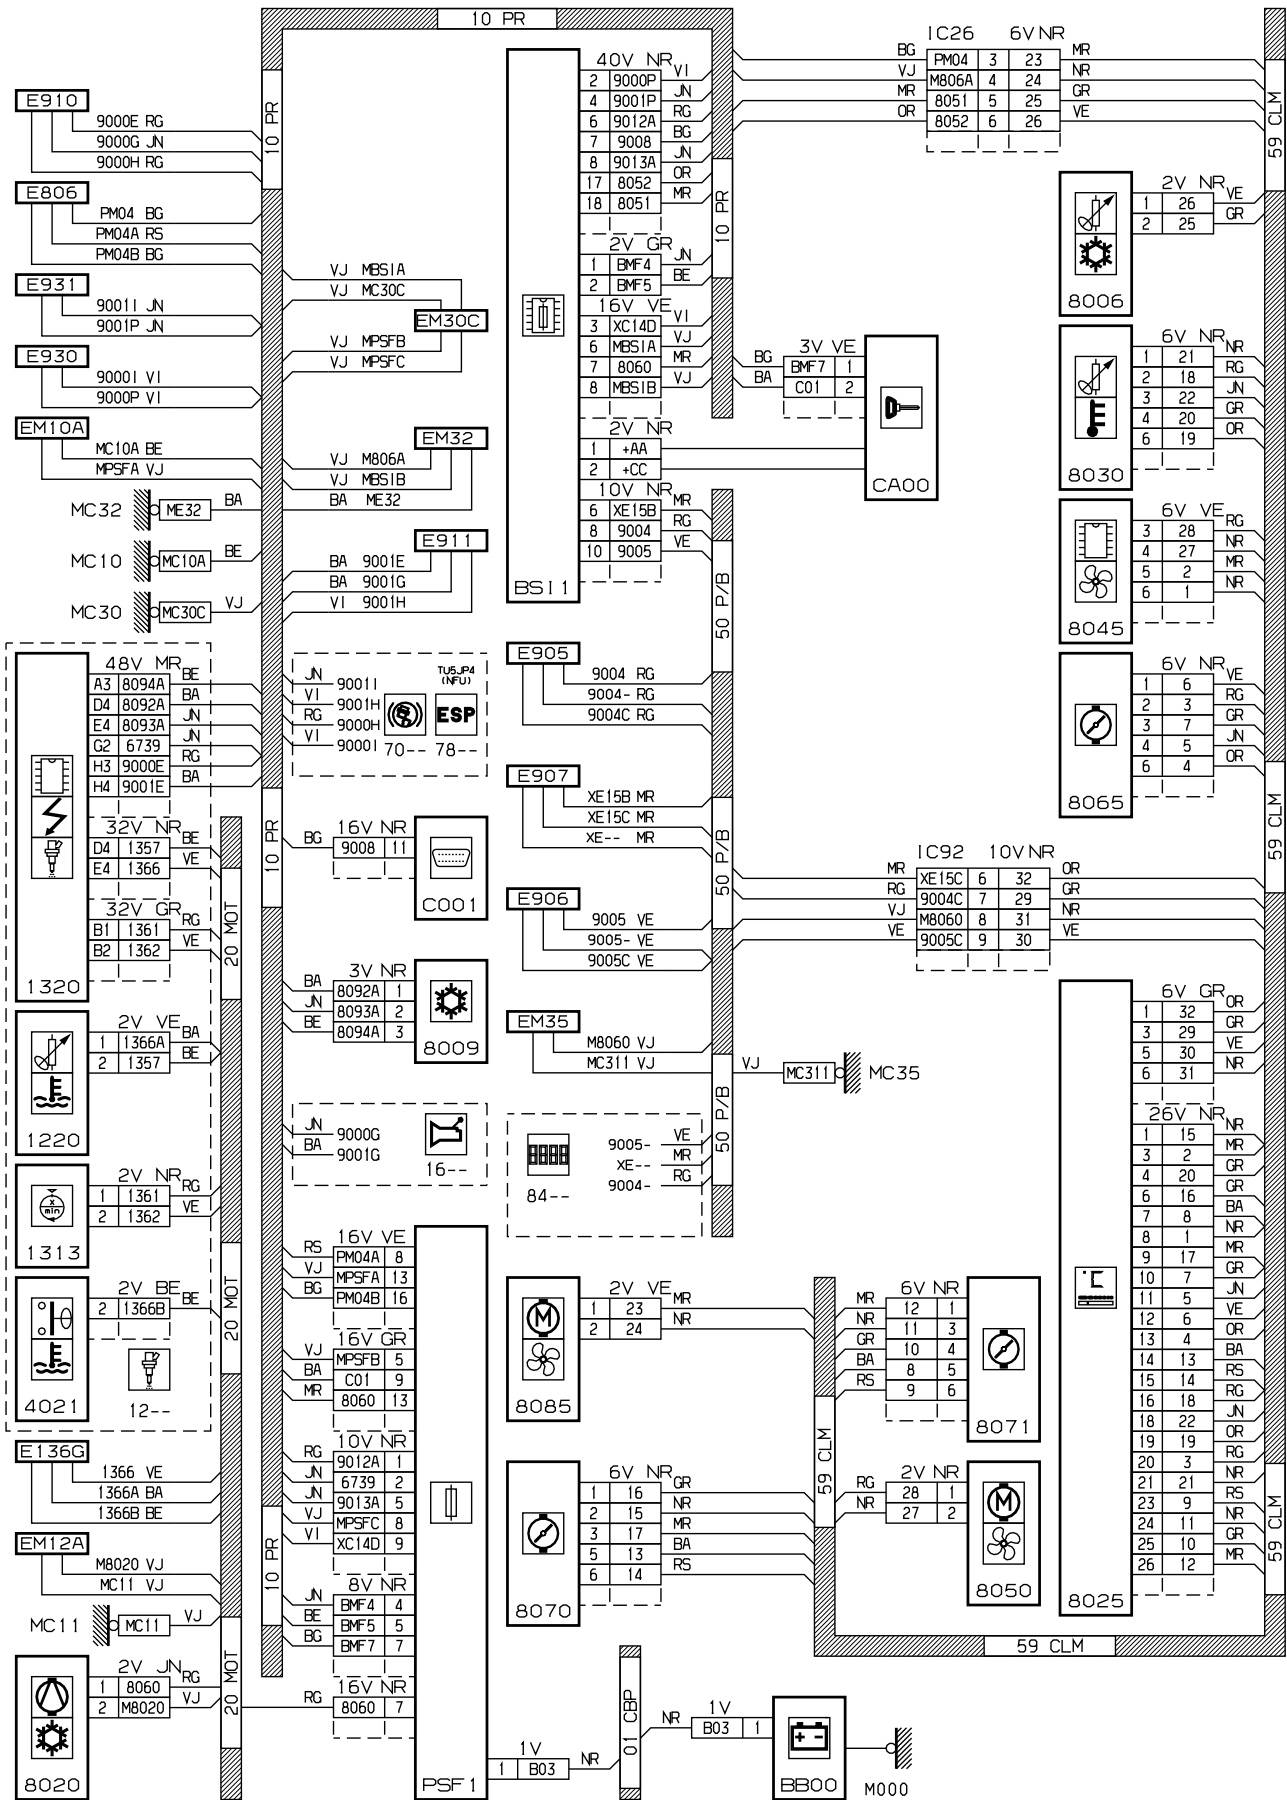 10 PR
E910
9000E RG
9000G JN
9000H RG
E806
PM04 BG
PM04A RS
PM04B BG
E931
9001I JN
9001P JN
E930
9000I VI
9000P VI
EM10A
MC10A BE
MPSFA VJ
MC32 ME32 BA
MC10 MC10A BE
MC30 MC30C VJ
10 PR
VJ MBSIA
VJ MC30C
EM30C
VJ MPSFB
VJ MPSFC
EM32
VJ M806A
VJ MBSIB
BA ME32
E911
BA 9001E
BA 9001G
VI 9001H
BSI1
40V NR
2 9000P VI
4 9001P JN
6 9012A RG
7 9008 BG
8 9013A JN
17 8052 OR
18 8051 MR
2V GR
1 BMF4 JN
2 BMF5 BE
16V VE
3 XC14D VI
6 MBSIA VJ
7 8060 MR
8 MBSIB VJ
2V NR
1 +AA
2 +CC
10V NR
6 XE15B MR
8 9004 RG
10 9005 VE
10 PR
3V VE
BG BMF7 1
BA C01 2
CA00
IC26 6V NR
BG PM04 3 23 MR
VJ M806A 4 24 NR
MR 8051 5 25 GR
OR 8052 6 26 VE
59 CLM
2V NR
1 26 VE
2 25 GR
8006
6V NR
1 21 NR
2 18 RG
3 22 JN
4 20 GR
6 19 OR
8030
6V VE
3 28 RG
4 27 NR
5 2 MR
6 1 NR
8045
6V NR
1 6 VE
2 3 RG
3 7 GR
4 5 JN
6 4 OR
8065
59 CLM
48V MR
A3 8094A BE
D4 8092A BA
E4 8093A JN
G2 6739 JN
H3 9000E RG
H4 9001E BA
32V NR
D4 1357 BE
E4 1366 VE
32V GR
B1 1361 RG
B2 1362 VE
1320
2V VE
1 1366A BA
2 1357 BE
1220
2V NR
1 1361 RG
2 1362 VE
x
min
1313
2V BE
2 1366B BE
4021
12--
E136G
1366 VE
1366A BA
1366B BE
EM12A
M8020 VJ
MC11 VJ
MC11 MC11 VJ
2V JN
1 8060 RG
2 M8020 VJ
8020
20 MOT
20 MOT
20 MOT
JN 9001I
VI 9001H
RG 9000H
VI 9000I
TU5JP4
(NFU)
ESP
70-- 78--
10 PR
16V NR
BG 9008 11
C001
3V NR
BA 8092A 1
JN 8093A 2
BE 8094A 3
8009
JN 9000G
BA 9001G
16--
16V VE
RS PM04A 8
VJ MPSFA 13
BG PM04B 16
16V GR
VJ MPSFB 5
BA C01 9
MR 8060 13
10V NR
RG 9012A 1
JN 6739 2
JN 9013A 5
VJ MPSFC 8
VI XC14D 9
8V NR
JN BMF4 4
BE BMF5 5
BG BMF7 7
16V NR
RG 8060 7
10 PR
PSF1
1V
1 B03 NR
01 CBP
1V
NR B03 1
BB00
M000
50 P/B
E905
9004 RG
9004- RG
9004C RG
E907
XE15B MR
XE15C MR
XE-- MR
E906
9005 VE
9005- VE
9005C VE
50 P/B
EM35
M8060 VJ
MC311 VJ
VJ MC311 MC35
84--
9005- VE
XE-- MR
9004- RG
50 P/B
IC92 10V NR
MR XE15C 6 32 OR
RG 9004C 7 29 GR
VJ M8060 8 31 NR
VE 9005C 9 30 VE
2V VE
1 23 MR
2 24 NR
8085
6V NR
1 16 GR
2 15 NR
3 17 MR
5 13 BA
6 14 RS
8070
59 CLM
6V NR
MR 12 1
NR 11 3
GR 10 4
BA 8 5
RS 9 6
8071
2V NR
RG 28 1
NR 27 2
8050
6V GR
1 32 OR
3 29 GR
5 30 VE
6 31 NR
26V NR
1 15 NR
3 2 MR
4 20 GR
6 16 GR
7 8 BA
8 1 NR
9 17 MR
10 7 GR
11 5 JN
12 6 VE
13 4 OR
14 13 BA
15 14 RS
16 18 RG
18 22 JN
19 19 OR
20 3 RG
21 21 NR
23 9 RS
24 11 NR
25 10 GR
26 12 MR
8025
59 CLM
59 CLM